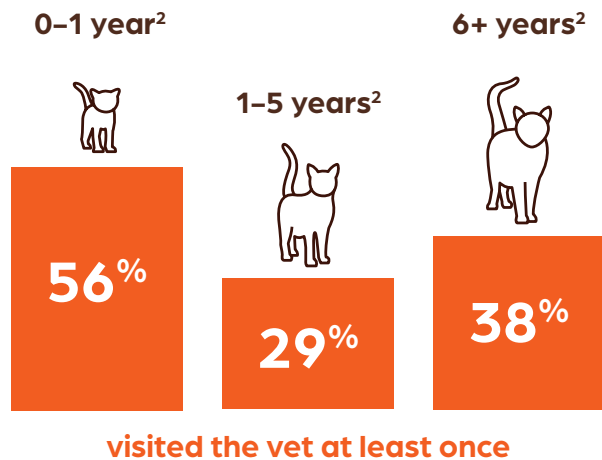 0–1 year²
56%
1–5 years²
29%
6+ years²
38%
visited the vet at least once